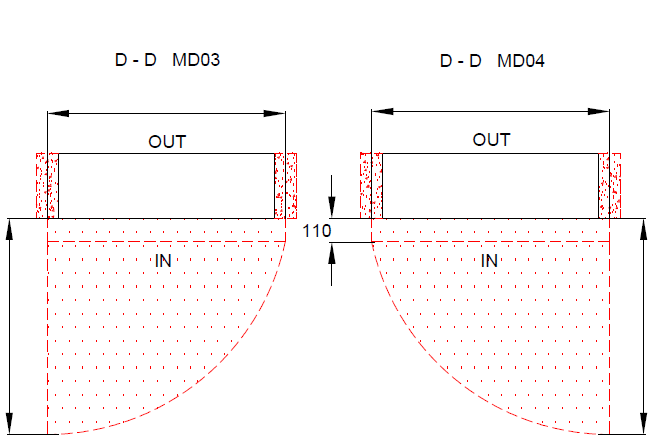 D - D MD03
D - D MD04
OUT
OUT
110
IN
IN